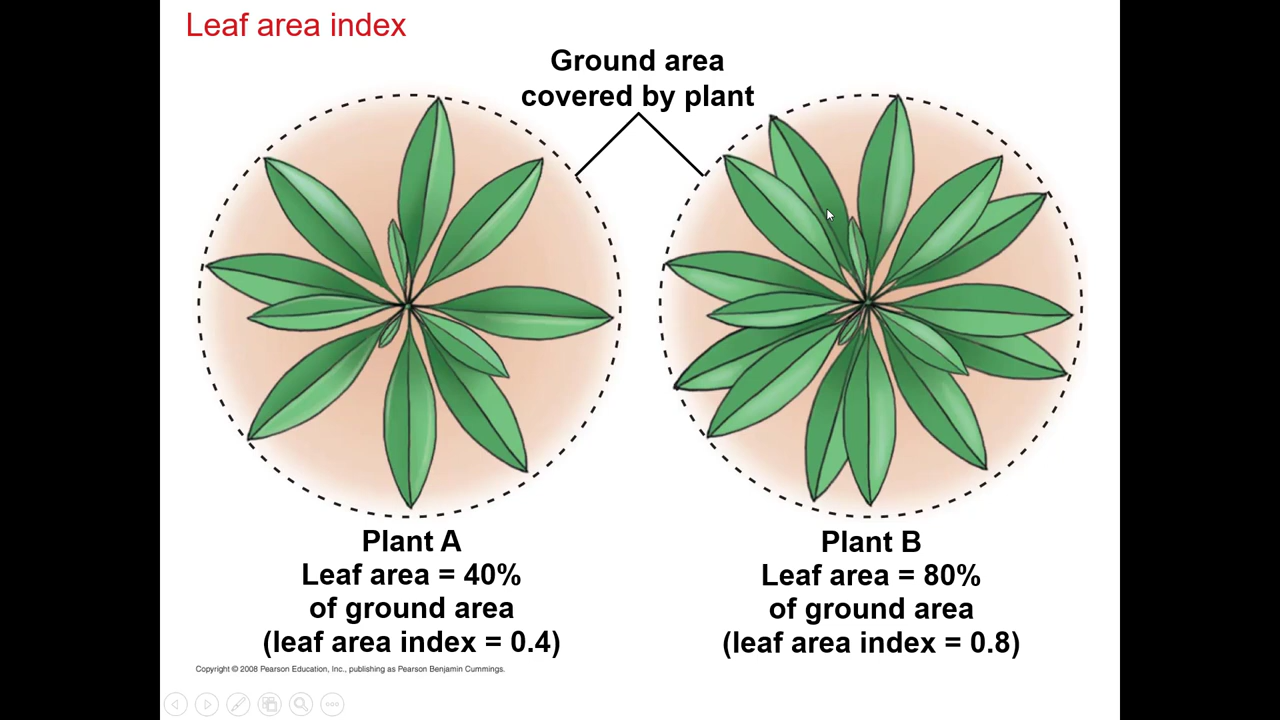 Leaf area index
Ground area
covered by plant
Plant A
Leaf area = 40%
of ground area
(leaf area index = 0.4)
Plant B
Leaf area = 80%
of ground area
(leaf area index = 0.8)
Copyright © 2008 Pearson Education, Inc., publishing as Pearson Benjamin Cummings.